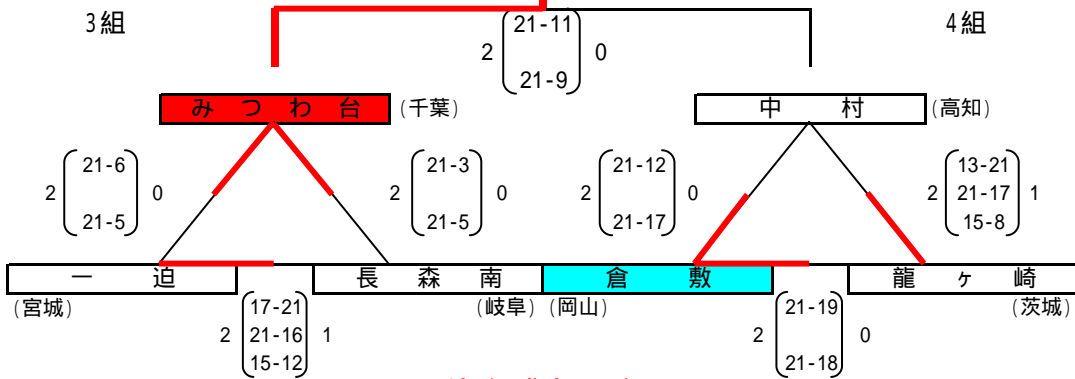 3組
4組
2 21-11 0
21-9
みつわ台 (千葉)
中村 (高知)
2 21-6 0
21-5
2 21-3 0
21-5
2 21-12 0
21-17
13-21
2 21-17 1
15-8
一迫
長森南
倉敷
龍ヶ崎
(宮城)
(岐阜)
(岡山)
(茨城)
17-21
2 21-16 1
15-12
2 21-19 0
21-18